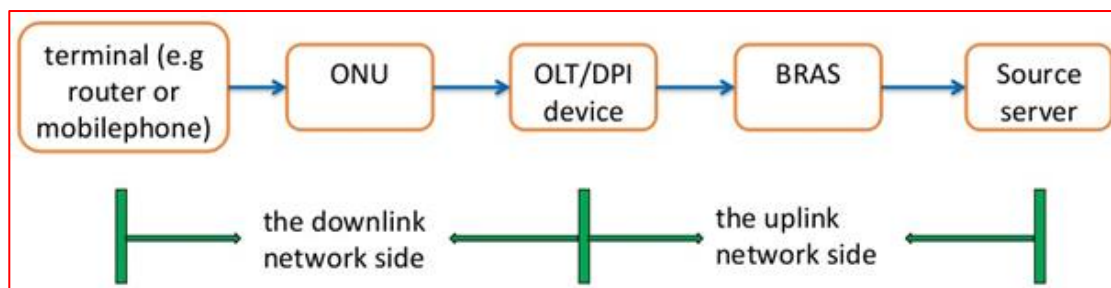 terminal (e.g
router or
mobilephone)
ONU
OLT/DPI
device
BRAS
Source
server
the downlink
network side
the uplink
network side